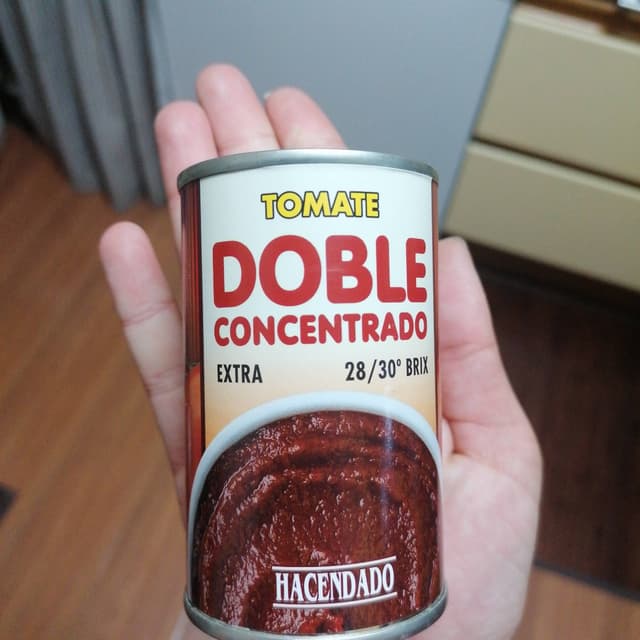 TOMATE
DOBLE
CONCENTRADO
EXTRA 28/30° BRIX
HACENDADO